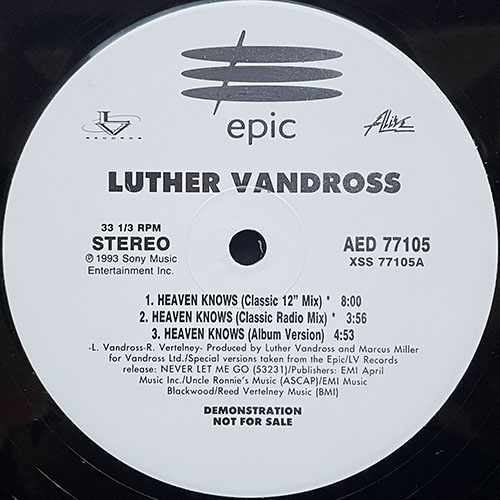 epic
LV
RECORDS
Alive
LUTHER VANDROSS
33 1/3 RPM
STEREO
℗ 1993 Sony Music
Entertainment Inc.
AED 77105
XSS 77105A
1. HEAVEN KNOWS (Classic 12" Mix) * 8:00
2. HEAVEN KNOWS (Classic Radio Mix) * 3:56
3. HEAVEN KNOWS (Album Version) 4:53
-L. Vandross-R. Vertelney- Produced by Luther Vandross and Marcus Miller
for Vandross Ltd./Special versions taken from the Epic/LV Records
release: NEVER LET ME GO (53231)/Publishers: EMI April
Music Inc./Uncle Ronnie's Music (ASCAP)/EMI Music
Blackwood/Reed Vertelney Music (BMI)
DEMONSTRATION
NOT FOR SALE